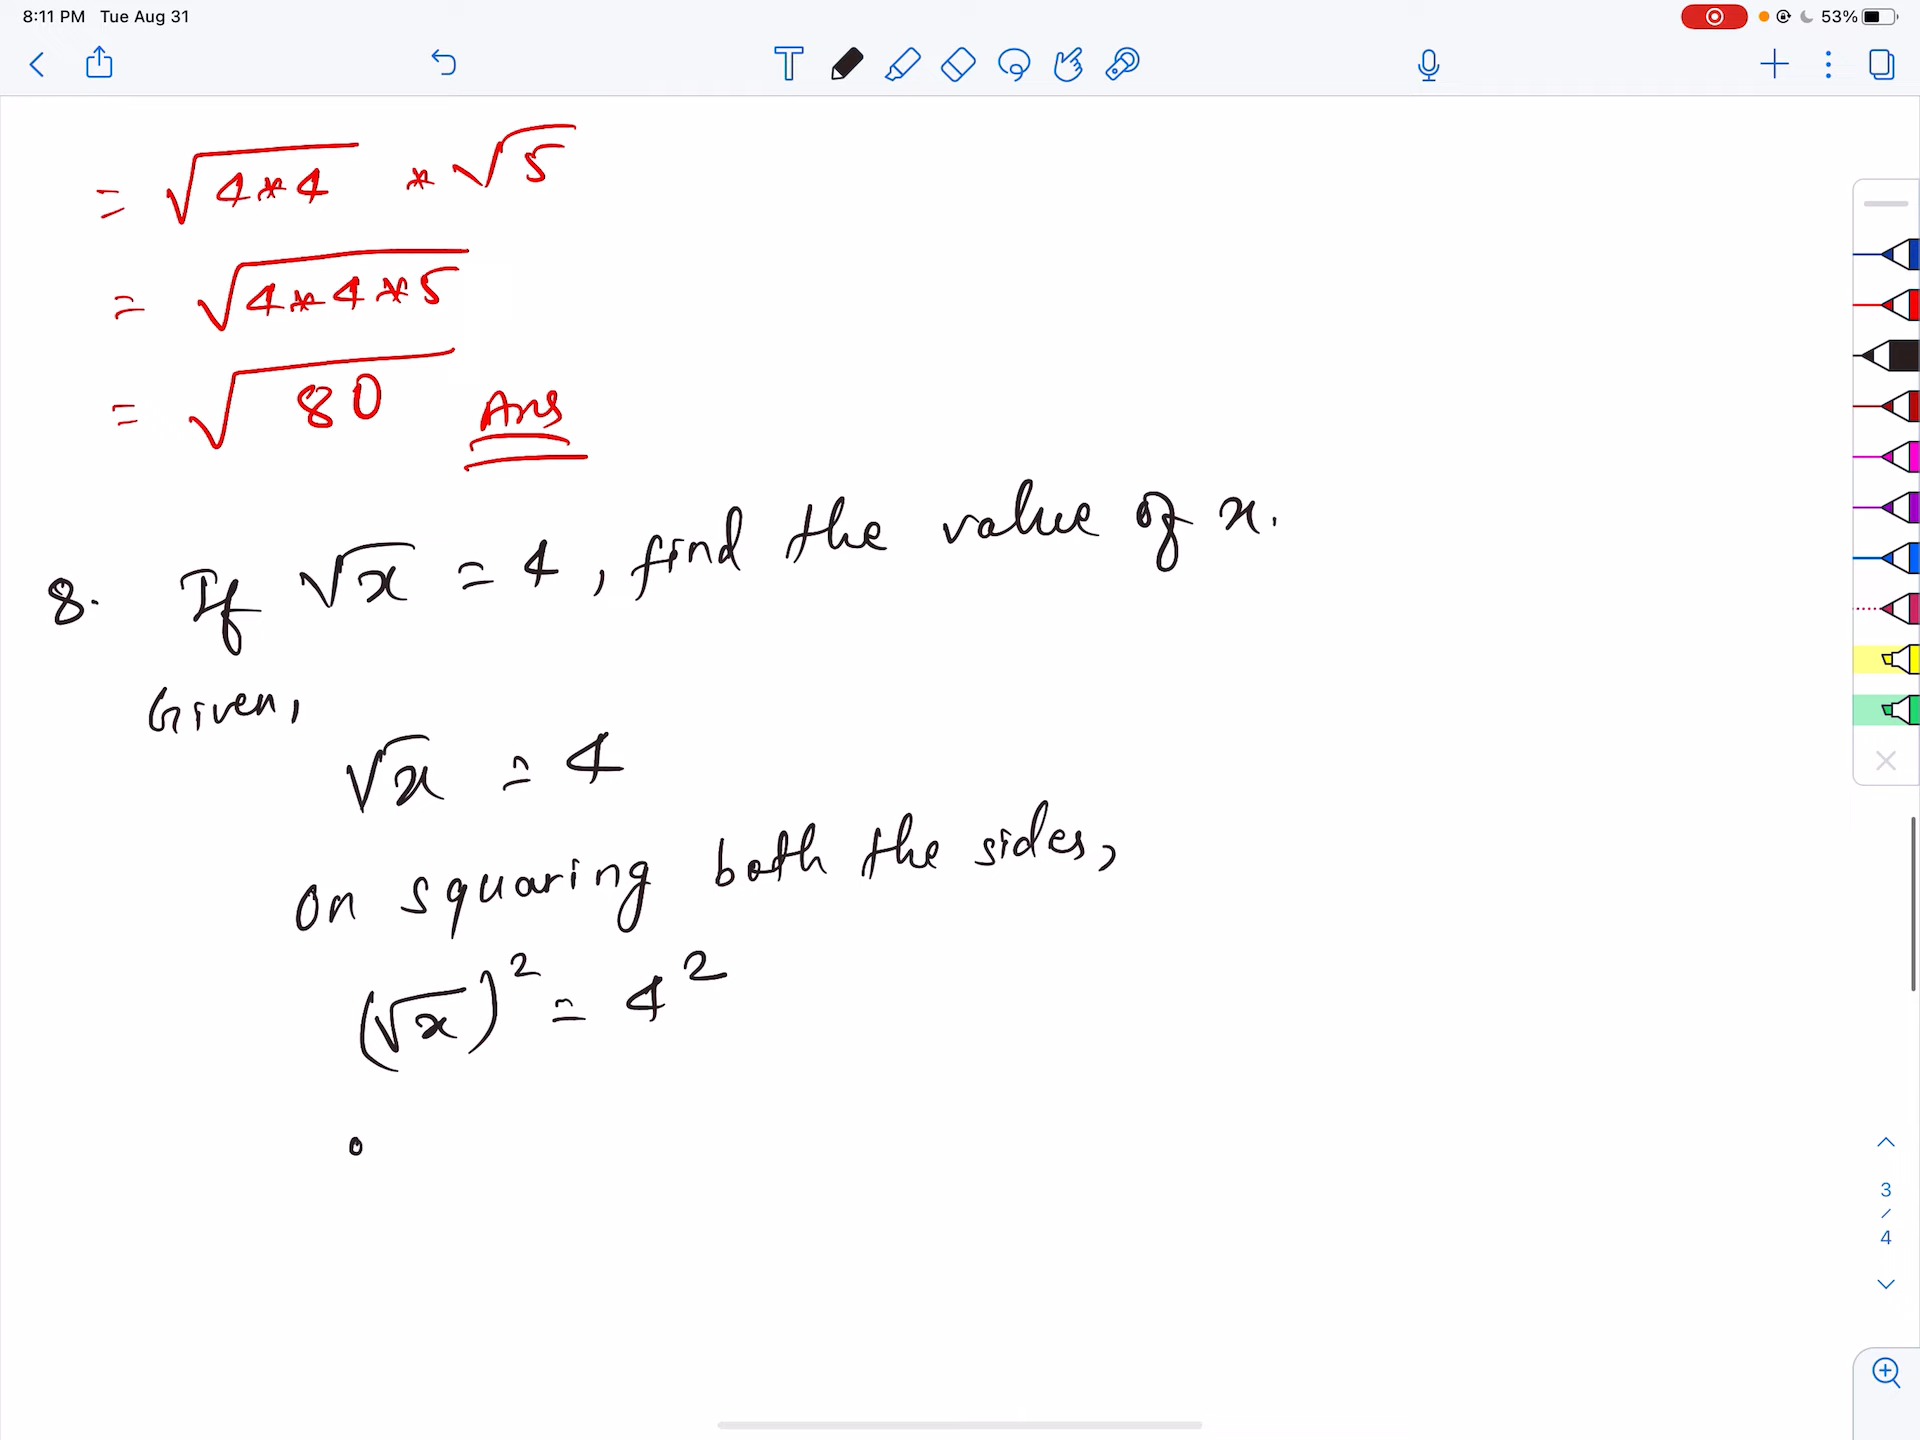 8:11 PM Tue Aug 31
53%
= √4*4 * √5
= √4*4*5
= √80 Ans
8. If √x = 4, find the value of x.
Given,
√x = 4
On squaring both the sides,
(√x)² = 4²
3
/
4